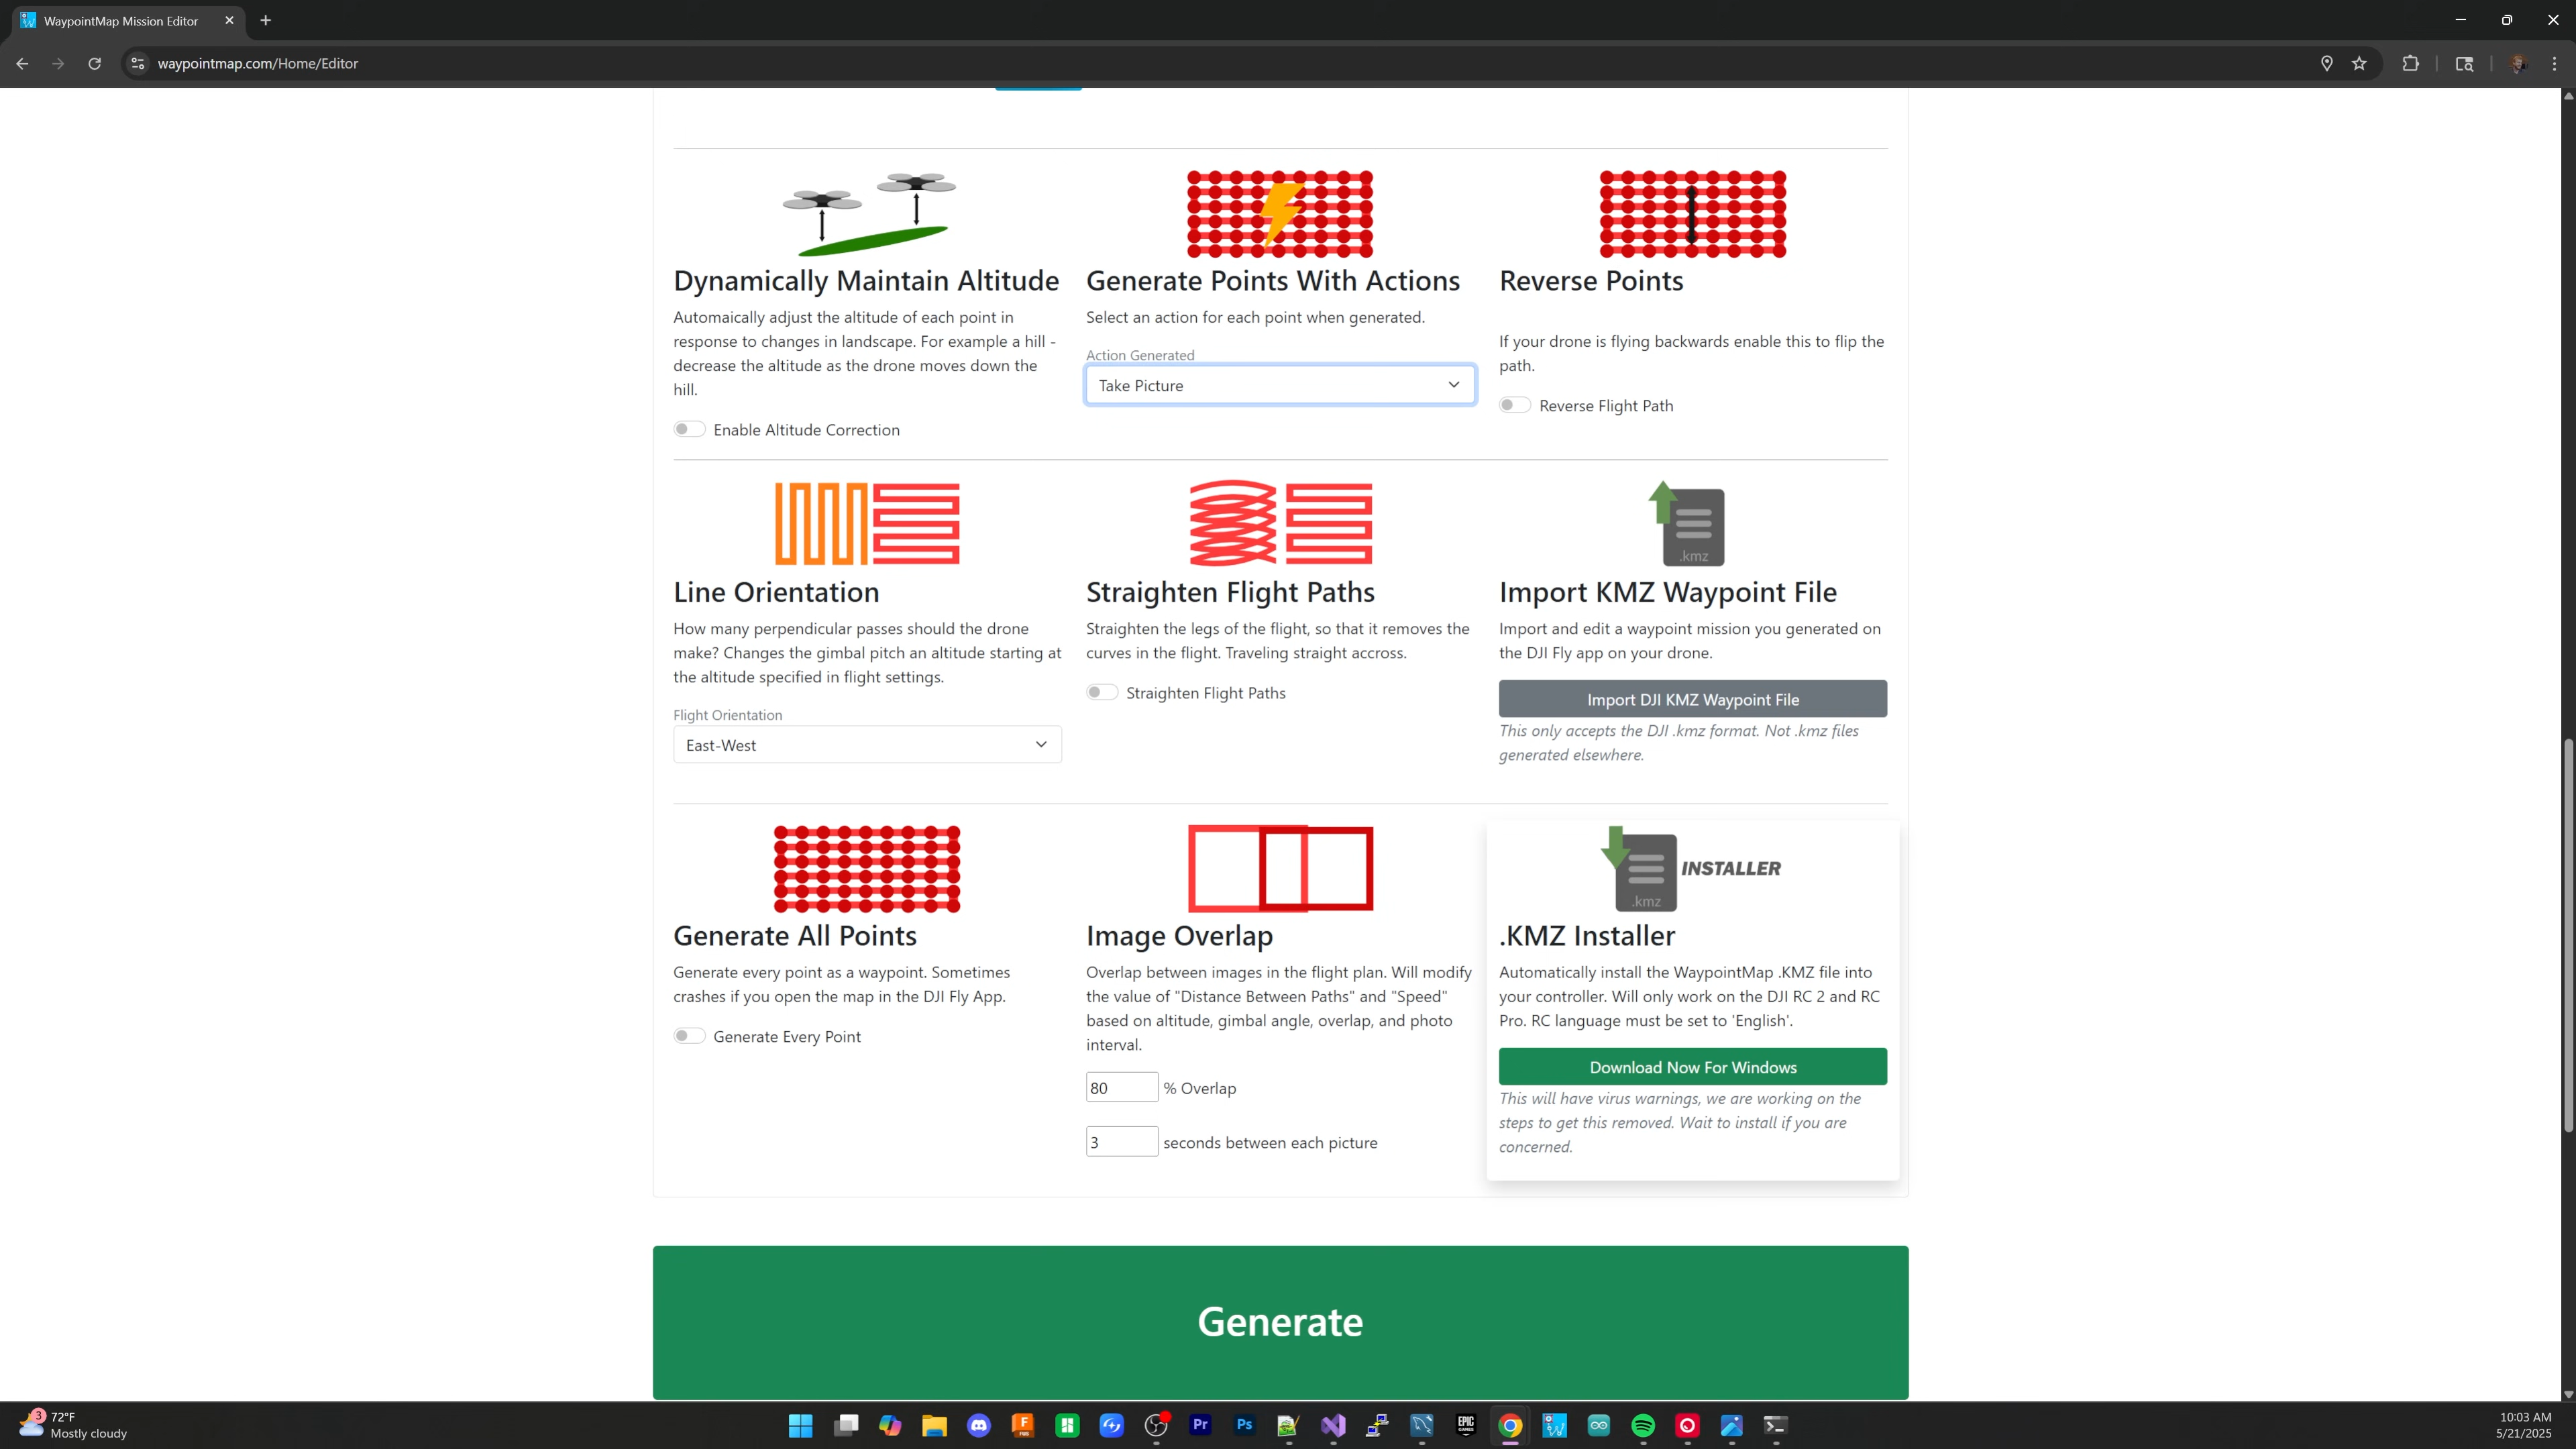 WaypointMap Mission Editor
waypointmap.com/Home/Editor
Dynamically Maintain Altitude
Automaically adjust the altitude of each point in
response to changes in landscape. For example a hill -
decrease the altitude as the drone moves down the
hill.
Enable Altitude Correction
Generate Points With Actions
Select an action for each point when generated.
Action Generated
Take Picture
Reverse Points
If your drone is flying backwards enable this to flip the
path.
Reverse Flight Path
Line Orientation
How many perpendicular passes should the drone
make? Changes the gimbal pitch an altitude starting at
the altitude specified in flight settings.
Flight Orientation
East-West
Straighten Flight Paths
Straighten the legs of the flight, so that it removes the
curves in the flight. Traveling straight accross.
Straighten Flight Paths
.kmz
Import KMZ Waypoint File
Import and edit a waypoint mission you generated on
the DJI Fly app on your drone.
Import DJI KMZ Waypoint File
This only accepts the DJI .kmz format. Not .kmz files
generated elsewhere.
Generate All Points
Generate every point as a waypoint. Sometimes
crashes if you open the map in the DJI Fly App.
Generate Every Point
Image Overlap
Overlap between images in the flight plan. Will modify
the value of "Distance Between Paths" and "Speed"
based on altitude, gimbal angle, overlap, and photo
interval.
80 % Overlap
3 seconds between each picture
INSTALLER
.kmz
.KMZ Installer
Automatically install the WaypointMap .KMZ file into
your controller. Will only work on the DJI RC 2 and RC
Pro. RC language must be set to 'English'.
Download Now For Windows
This will have virus warnings, we are working on the
steps to get this removed. Wait to install if you are
concerned.
Generate
3
72°F
Mostly cloudy
F
Pr
Ps
EPIC
GAMES
W
10:03 AM
5/21/2025